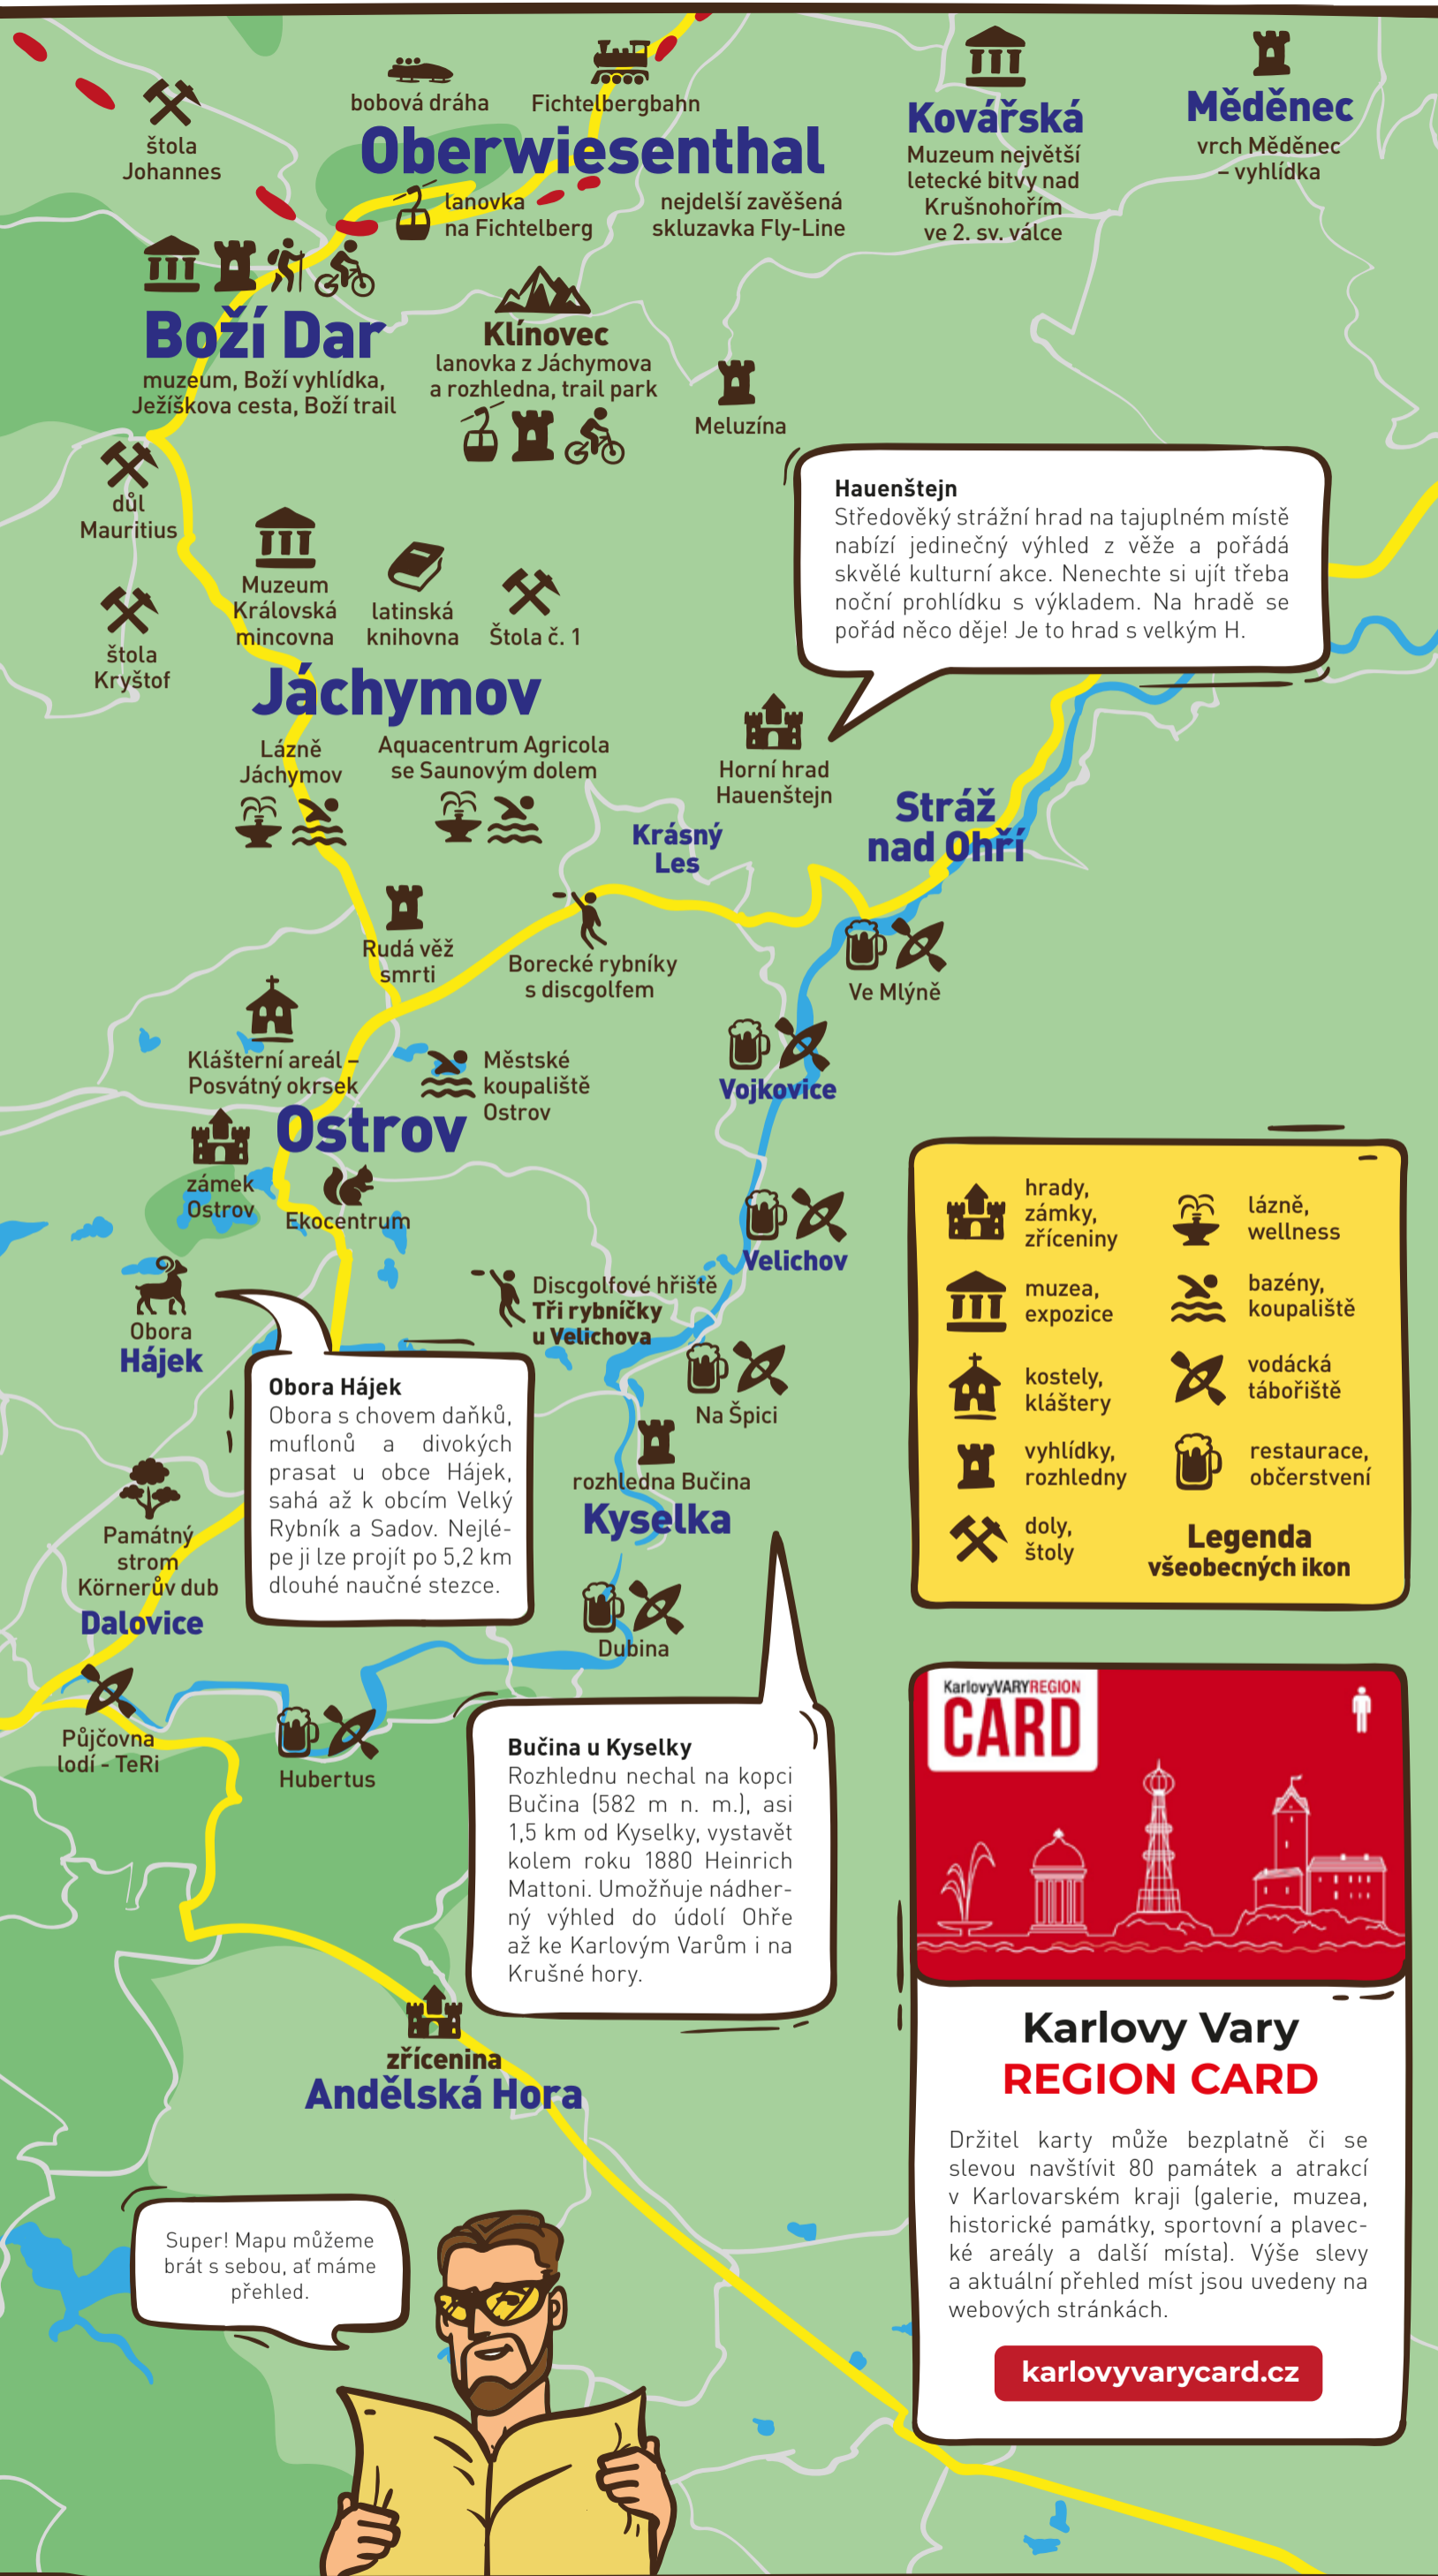 bobová dráha
Fichtelbergbahn
Oberwiesenthal
lanovka
na Fichtelberg
nejdelší zavěšená
skluzavka Fly-Line
štola
Johannes
Kovářská
Muzeum největší
letecké bitvy nad
Krušnohořím
ve 2. sv. válce
Měděnec
vrch Měděnec
– vyhlídka
Boží Dar
muzeum, Boží vyhlídka,
Ježíškova cesta, Boží trail
Klínovec
lanovka z Jáchymova
a rozhledna, trail park
Meluzína
důl
Mauritius
štola
Kryštof
Muzeum
Královská
mincovna
latinská
knihovna
Štola č. 1
Jáchymov
Lázně
Jáchymov
Aquacentrum Agricola
se Saunovým dolem
Hauenštejn
Středověký strážní hrad na tajuplném místě
nabízí jedinečný výhled z věže a pořádá
skvělé kulturní akce. Nenechte si ujít třeba
noční prohlídku s výkladem. Na hradě se
pořád něco děje! Je to hrad s velkým H.
Horní hrad
Hauenštejn
Krásný
Les
Stráž
nad Ohří
Rudá věž
smrti
Borecké rybníky
s discgolfem
Ve Mlýně
Klášterní areál –
Posvátný okrsek
Městské
koupaliště
Ostrov
Ostrov
Vojkovice
zámek
Ostrov
Ekocentrum
Velichov
Obora
Hájek
Discgolfové hřiště
Tři rybníčky
u Velichova
Na Špici
Obora Hájek
Obora s chovem daňků,
muflonů a divokých
prasat u obce Hájek,
sahá až k obcím Velký
Rybník a Sadov. Nejlé-
pe ji lze projít po 5,2 km
dlouhé naučné stezce.
rozhledna Bučina
Kyselka
Památný
strom
Körnerův dub
Dalovice
Dubina
Půjčovna
lodí - TeRi
Hubertus
Bučina u Kyselky
Rozhlednu nechal na kopci
Bučina (582 m n. m.), asi
1,5 km od Kyselky, vystavět
kolem roku 1880 Heinrich
Mattoni. Umožňuje nádher-
ný výhled do údolí Ohře
až ke Karlovým Varům i na
Krušné hory.
zřícenina
Andělská Hora
hrady,
zámky,
zříceniny
muzea,
expozice
kostely,
kláštery
vyhlídky,
rozhledny
doly,
štoly
lázně,
wellness
bazény,
koupaliště
vodácká
tábořiště
restaurace,
občerstvení
Legenda
všeobecných ikon
KarlovyVARYREGION
CARD
Karlovy Vary
REGION CARD
Držitel karty může bezplatně či se
slevou navštívit 80 památek a atrakcí
v Karlovarském kraji (galerie, muzea,
historické památky, sportovní a plavec-
ké areály a další místa). Výše slevy
a aktuální přehled míst jsou uvedeny na
webových stránkách.
karlovyvarycard.cz
Super! Mapu můžeme
brát s sebou, ať máme
přehled.